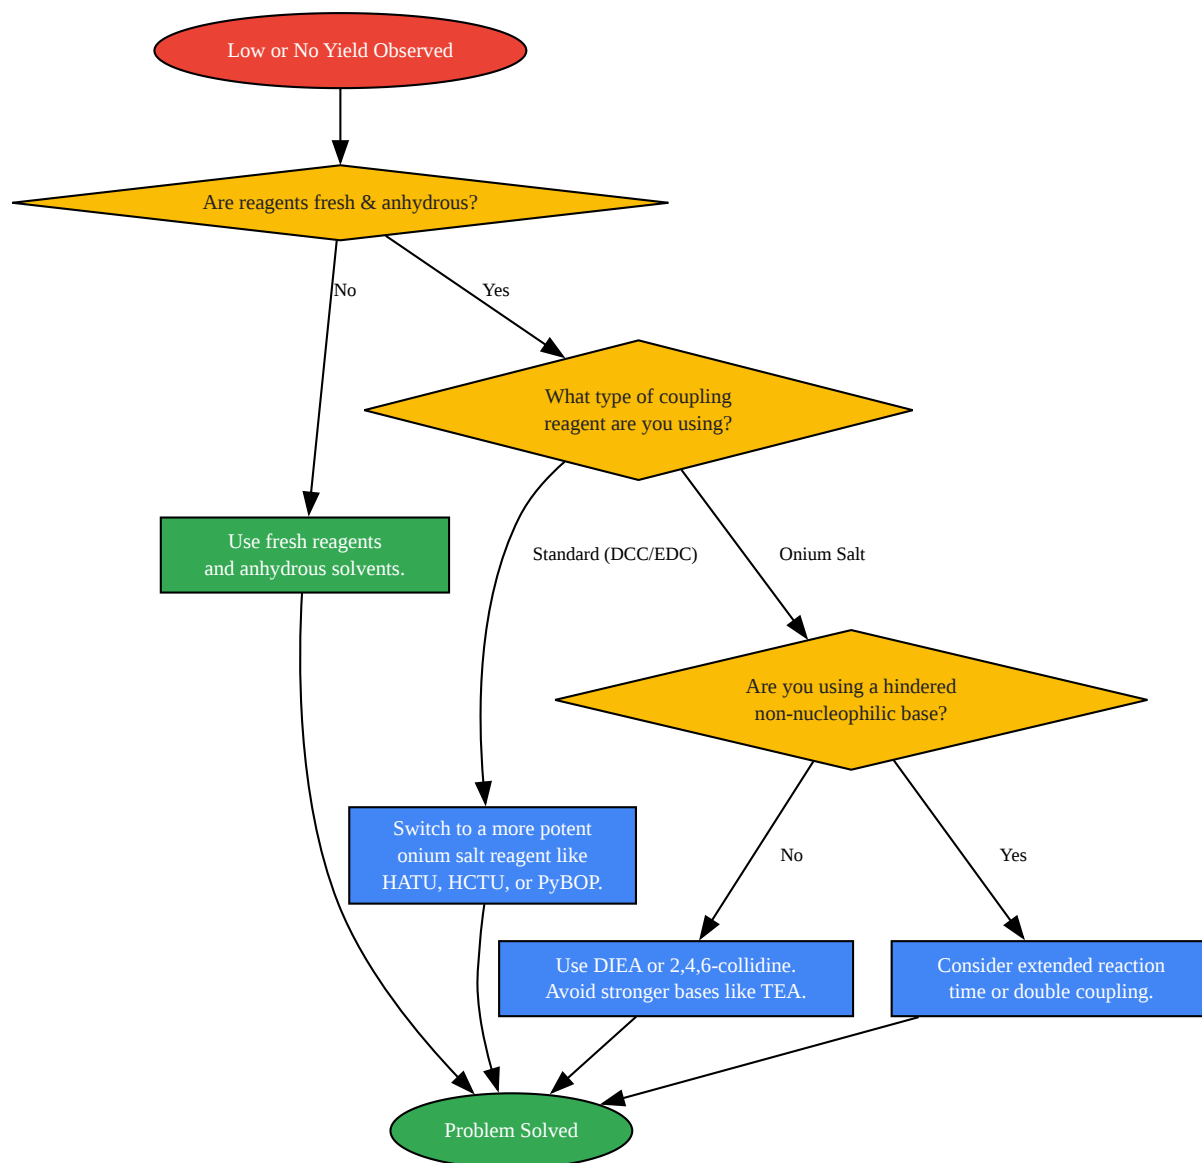 Low or No Yield Observed
Are reagents fresh & anhydrous?
No
Yes
What type of coupling
reagent are you using?
Use fresh reagents
and anhydrous solvents.
Standard (DCC/EDC)
Onium Salt
Are you using a hindered
non-nucleophilic base?
Switch to a more potent
onium salt reagent like
HATU, HCTU, or PyBOP.
No
Yes
Use DIEA or 2,4,6-collidine.
Avoid stronger bases like TEA.
Consider extended reaction
time or double coupling.
Problem Solved